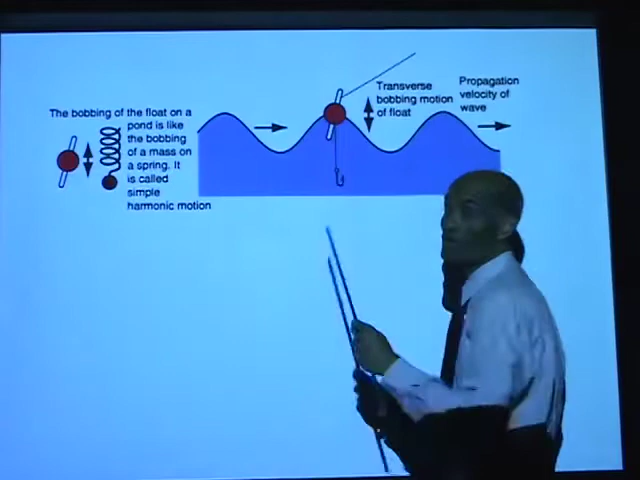 The bobbing of the float on a
pond is like
the bobbing
of a mass on
a spring. It
is called
simple
harmonic motion
Transverse
bobbing motion
of float
Propagation
velocity of
wave